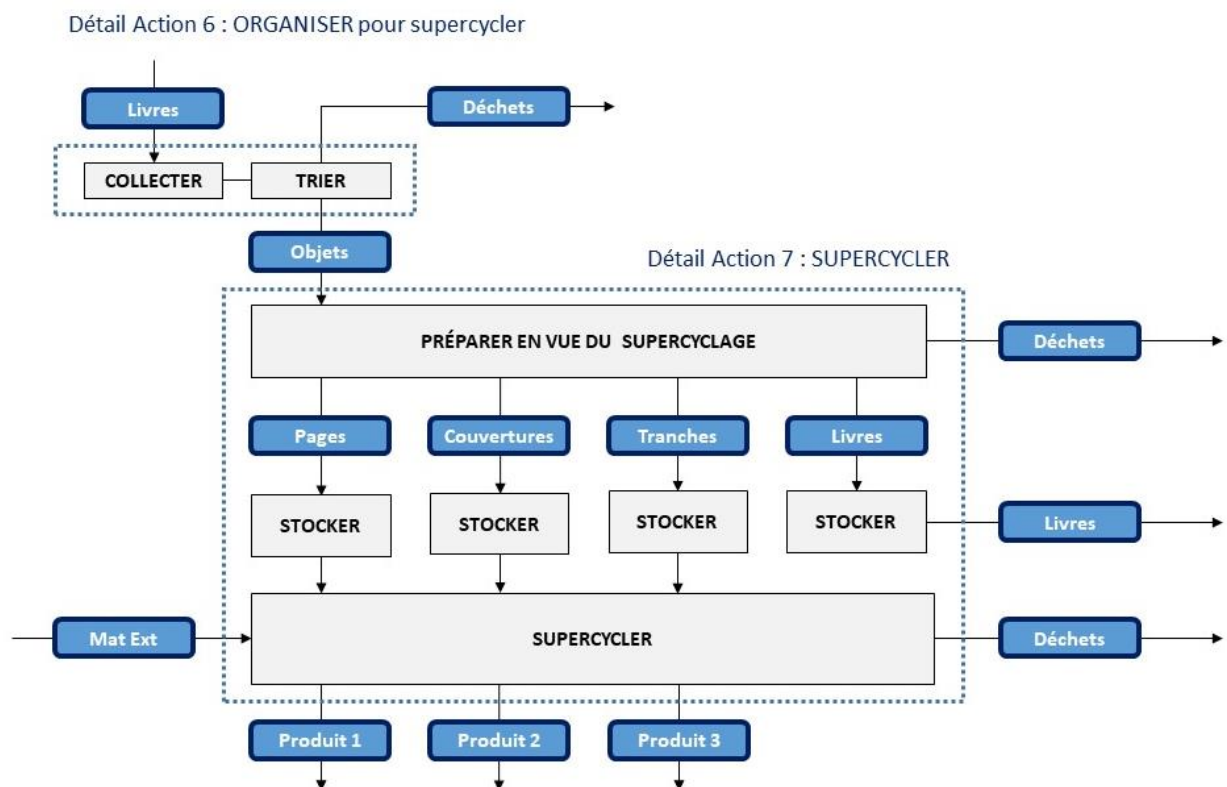 Détail Action 6 : ORGANISER pour supercycler
Livres
Déchets
COLLECTER
TRIER
Objets
Détail Action 7 : SUPERCYCLER
PRÉPARER EN VUE DU SUPERCYCLAGE
Déchets
Pages
Couvertures
Tranches
Livres
STOCKER
STOCKER
STOCKER
STOCKER
Livres
Mat Ext
SUPERCYCLER
Déchets
Produit 1
Produit 2
Produit 3